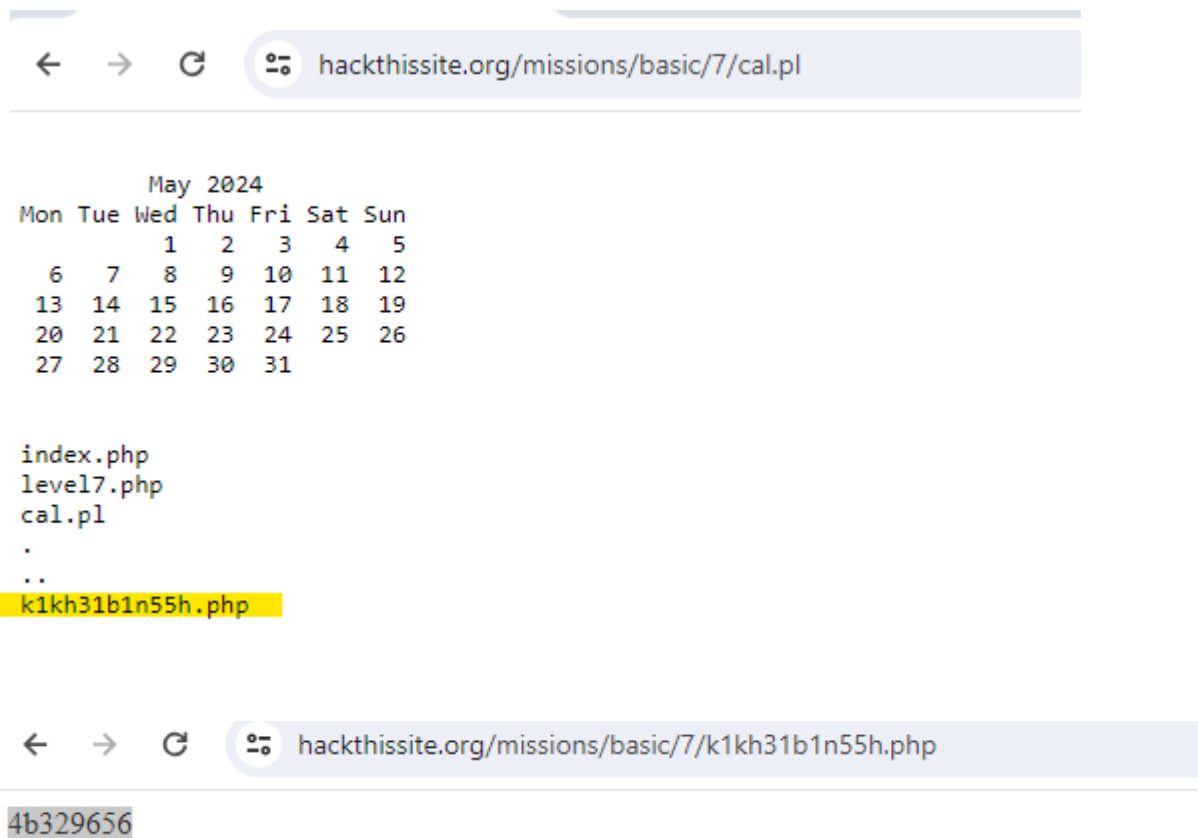 hackthissite.org/missions/basic/7/cal.pl
May 2024
Mon Tue Wed Thu Fri Sat Sun
1 2 3 4 5
6 7 8 9 10 11 12
13 14 15 16 17 18 19
20 21 22 23 24 25 26
27 28 29 30 31
index.php
level7.php
cal.pl
.
..
k1kh31b1n55h.php
hackthissite.org/missions/basic/7/k1kh31b1n55h.php
4b329656